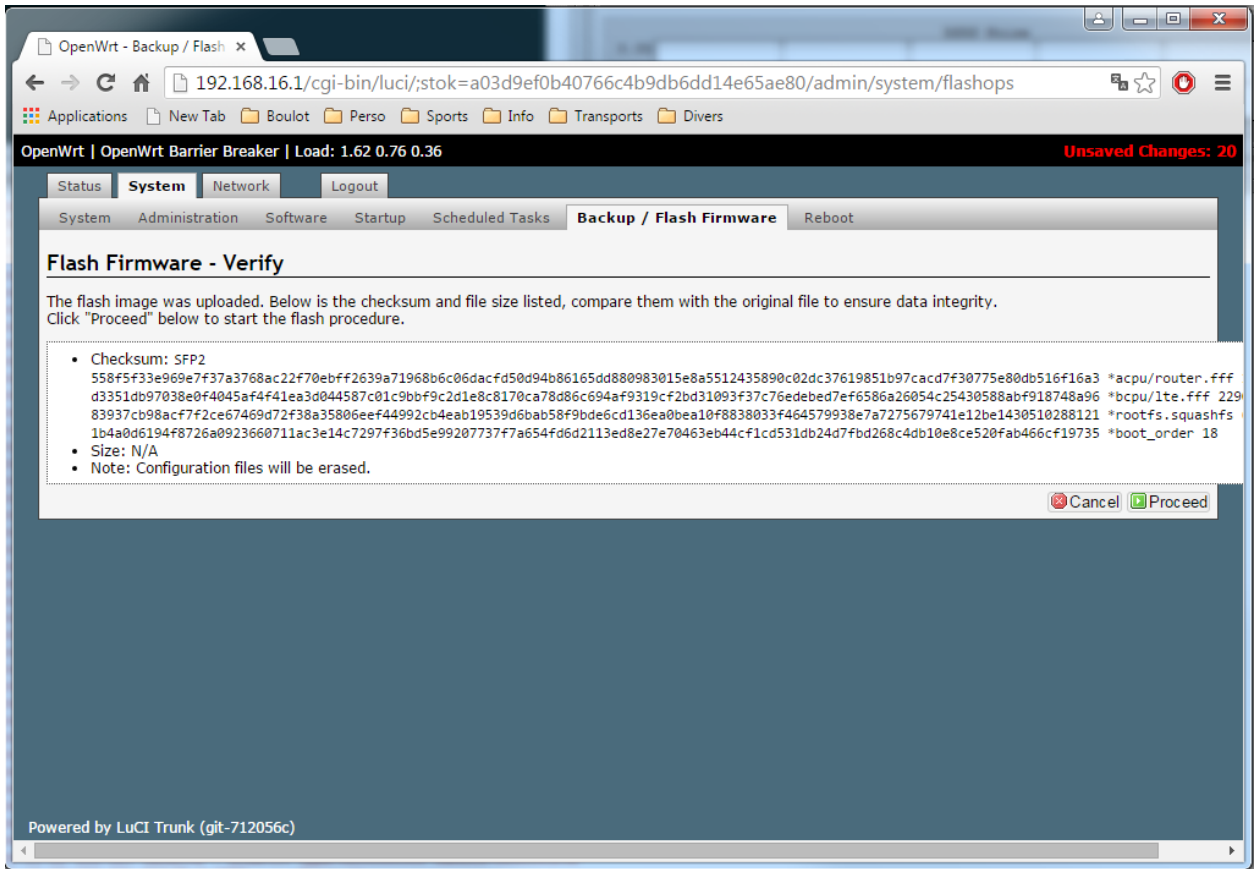 OpenWrt - Backup / Flash
192.168.16.1/cgi-bin/luci/;stok=a03d9ef0b40766c4b9db6dd14e65ae80/admin/system/flashops
Applications New Tab Boulot Perso Sports Info Transports Divers
OpenWrt | OpenWrt Barrier Breaker | Load: 1.62 0.76 0.36 Unsaved Changes: 20
Status System Network Logout
System Administration Software Startup Scheduled Tasks Backup / Flash Firmware Reboot
Flash Firmware - Verify
The flash image was uploaded. Below is the checksum and file size listed, compare them with the original file to ensure data integrity.
Click "Proceed" below to start the flash procedure.
• Checksum: SFP2
558f5f33e969e7f37a3768ac22f70ebff2639a71968b6c06dacfd50d94b86165dd880983015e8a5512435890c02dc37619851b97cacd7f30775e80db516f16a3 *acpu/router.fff
d3351db97038e0f4045af4f41ea3d044587c01c9bbf9c2d1e8c8170ca78d86c694af9319cf2bd31093f37c76edebed7ef6586a26054c25430588abf918748a96 *bcpu/lte.fff 229
83937cb98acf7f2ce67469d72f38a35806eef44992cb4eab19539d6bab58f9bde6cd136ea0bea10f8838033f464579938e7a7275679741e12be1430510288121 *rootfs.squashfs
1b4a0d6194f8726a0923660711ac3e14c7297f36bd5e99207737f7a654fd6d2113ed8e27e70463eb44cf1cd531db24d7fbd268c4db10e8ce520fab466cf19735 *boot_order 18
• Size: N/A
• Note: Configuration files will be erased.
Cancel Proceed
Powered by LuCI Trunk (git-712056c)